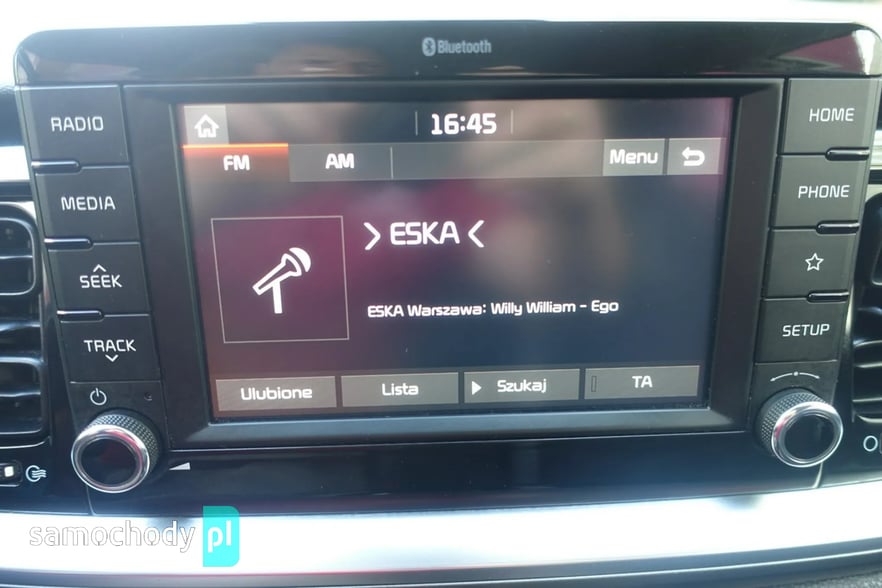 Bluetooth
RADIO
MEDIA
SEEK
TRACK
16:45
FM AM Menu
> ESKA <
ESKA Warszawa: Willy William - Ego
Ulubione Lista Szukaj TA
HOME
PHONE
SETUP
samochody pl